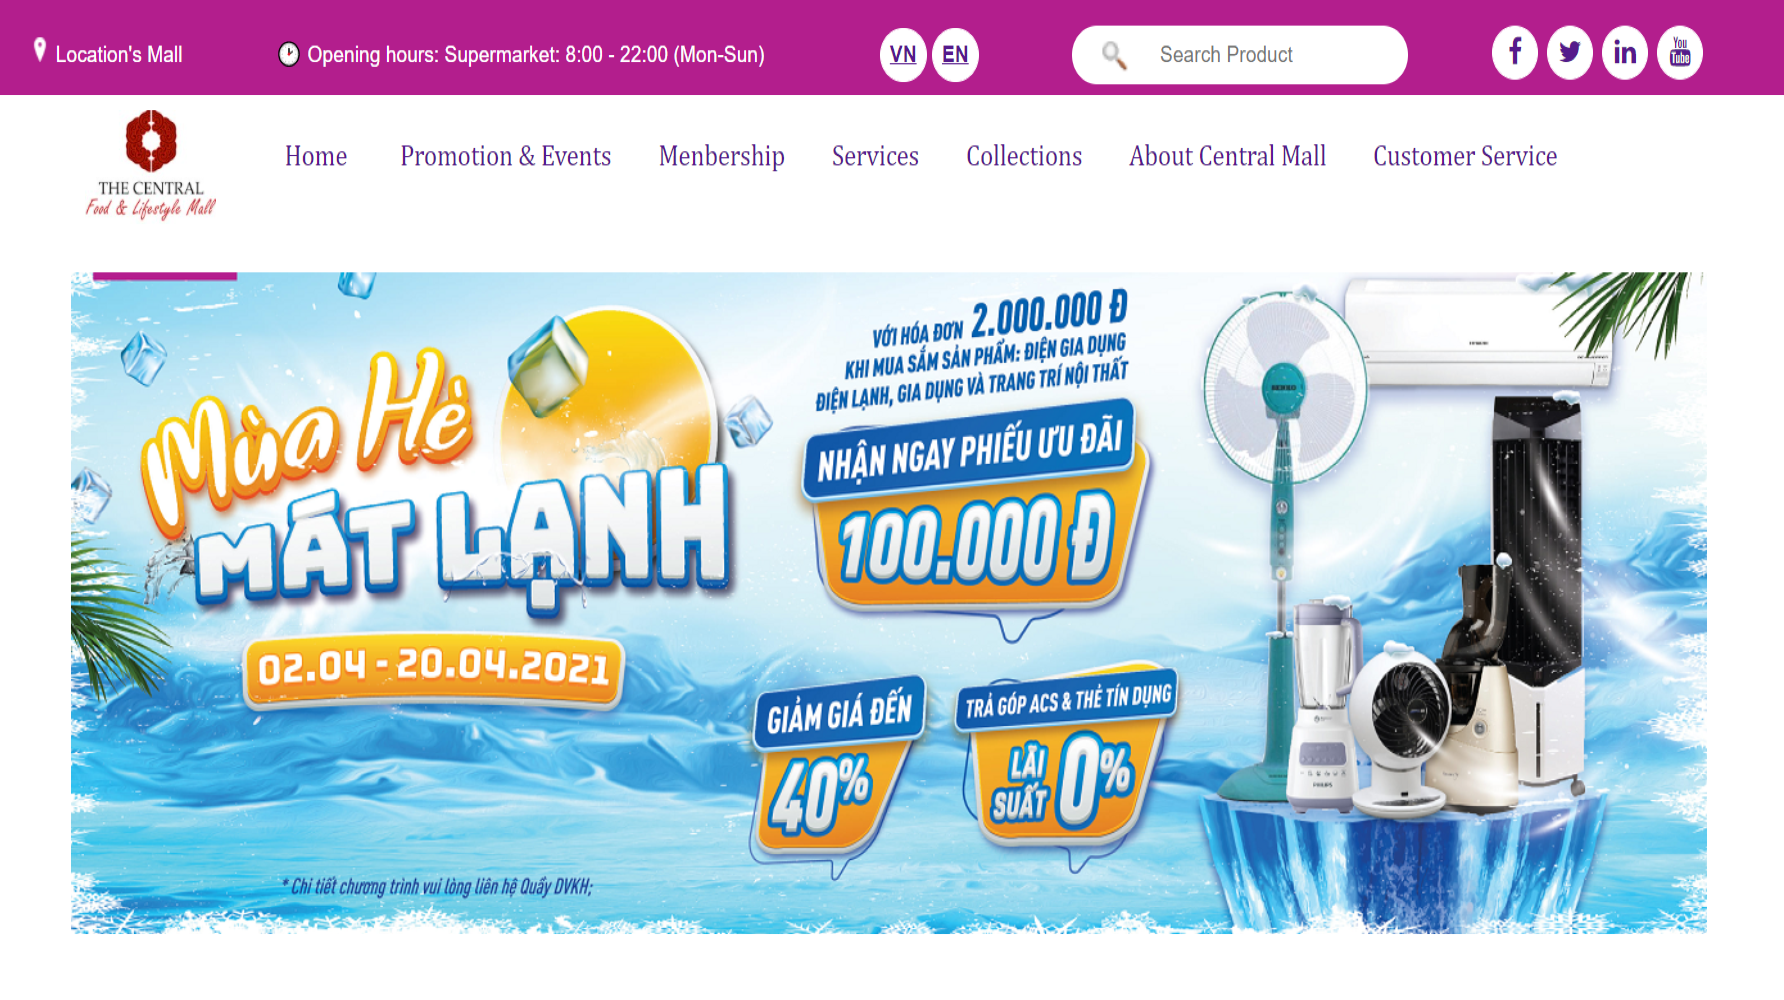 Location's Mall
Opening hours: Supermarket: 8:00 - 22:00 (Mon-Sun)
VN
EN
Search Product
You
Tube
THE CENTRAL
Food & Lifestyle Mall
Home
Promotion & Events
Menbership
Services
Collections
About Central Mall
Customer Service
Mùa Hè
MÁT LẠNH
02.04 - 20.04.2021
* Chi tiết chương trình vui lòng liên hệ Quầy DVKH;
VỚI HÓA ĐƠN 2.000.000 Đ
KHI MUA SẮM SẢN PHẨM: ĐIỆN GIA DỤNG
ĐIỆN LẠNH, GIA DỤNG VÀ TRANG TRÍ NỘI THẤT
NHẬN NGAY PHIẾU ƯU ĐÃI
100.000 Đ
GIẢM GIÁ ĐẾN
40%
TRẢ GÓP ACS & THẺ TÍN DỤNG
LÃI
SUẤT
0%
SENKO
PHILIPS